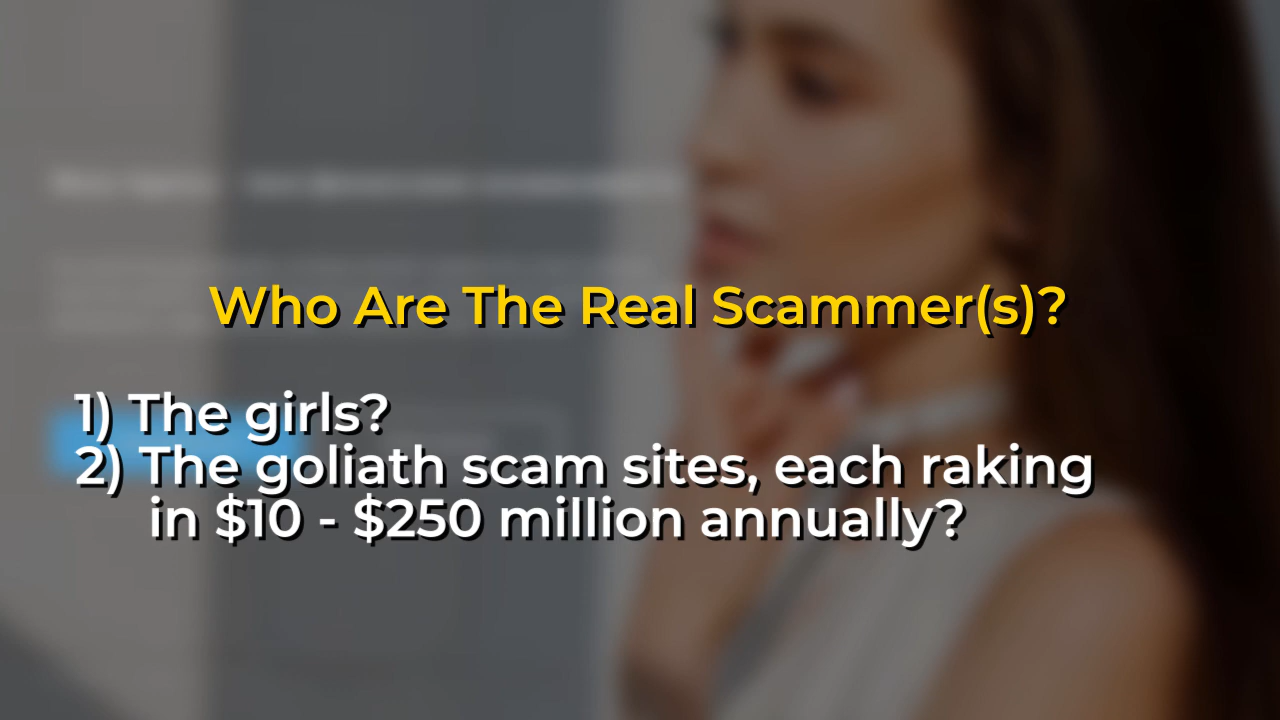 Who Are The Real Scammer(s)?
1) The girls?
2) The goliath scam sites, each raking
in $10 - $250 million annually?